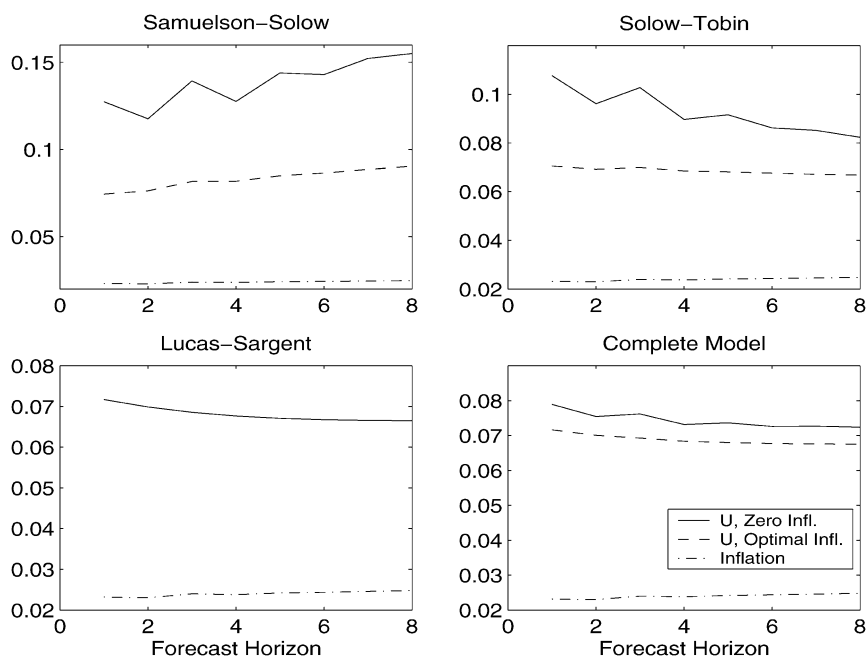 Samuelson−Solow
0.15
0.1
0.05
0 2 4 6 8
Solow−Tobin
0.1
0.08
0.06
0.04
0.02
0 2 4 6 8
Lucas−Sargent
0.08
0.07
0.06
0.05
0.04
0.03
0.02
0 2 4 6 8
Forecast Horizon
Complete Model
0.08
0.07
0.06
0.05
0.04
0.03
0.02
U, Zero Infl.
U, Optimal Infl.
Inflation
0 2 4 6 8
Forecast Horizon